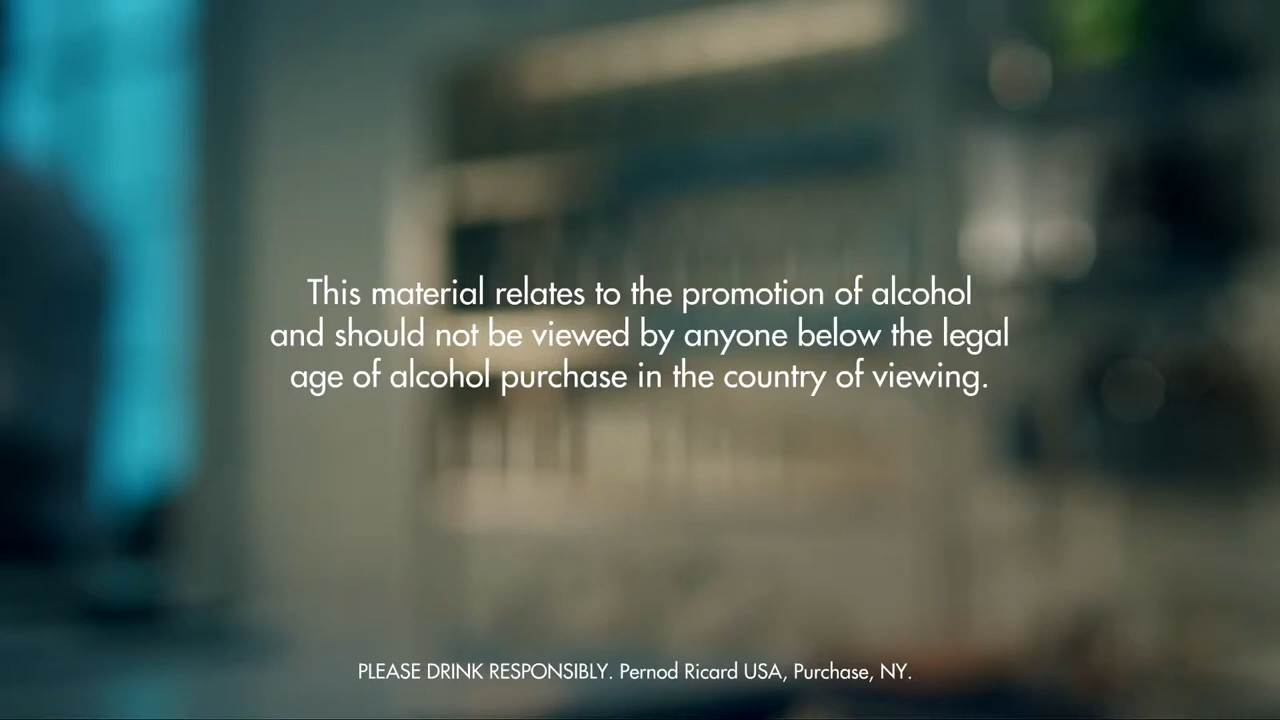 This material relates to the promotion of alcohol
and should not be viewed by anyone below the legal
age of alcohol purchase in the country of viewing.
PLEASE DRINK RESPONSIBLY. Pernod Ricard USA, Purchase, NY.